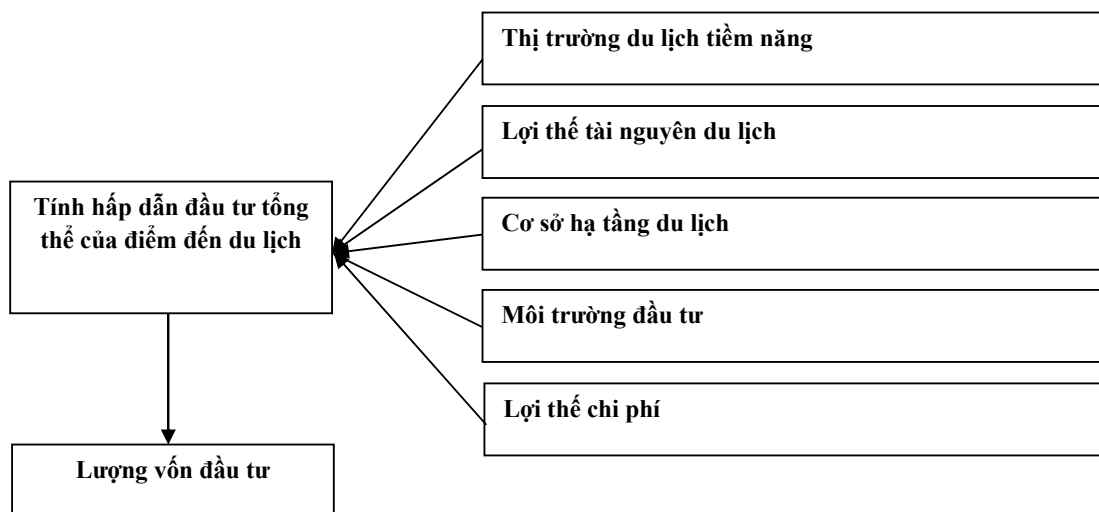 Thị trường du lịch tiềm năng
Lợi thế tài nguyên du lịch
Tính hấp dẫn đầu tư tổng
thể của điểm đến du lịch
Cơ sở hạ tầng du lịch
Môi trường đầu tư
Lợi thế chi phí
Lượng vốn đầu tư